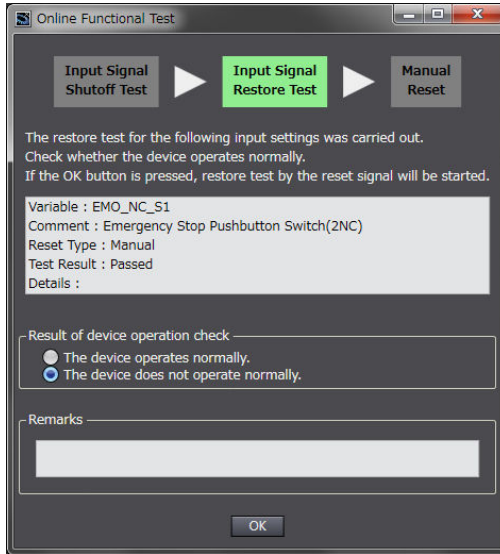 Online Functional Test
Input Signal
Shutoff Test
Input Signal
Restore Test
Manual
Reset
The restore test for the following input settings was carried out.
Check whether the device operates normally.
If the OK button is pressed, restore test by the reset signal will be started.
Variable : EMO_NC_S1
Comment : Emergency Stop Pushbutton Switch(2NC)
Reset Type : Manual
Test Result : Passed
Details :
Result of device operation check
The device operates normally.
The device does not operate normally.
Remarks
OK